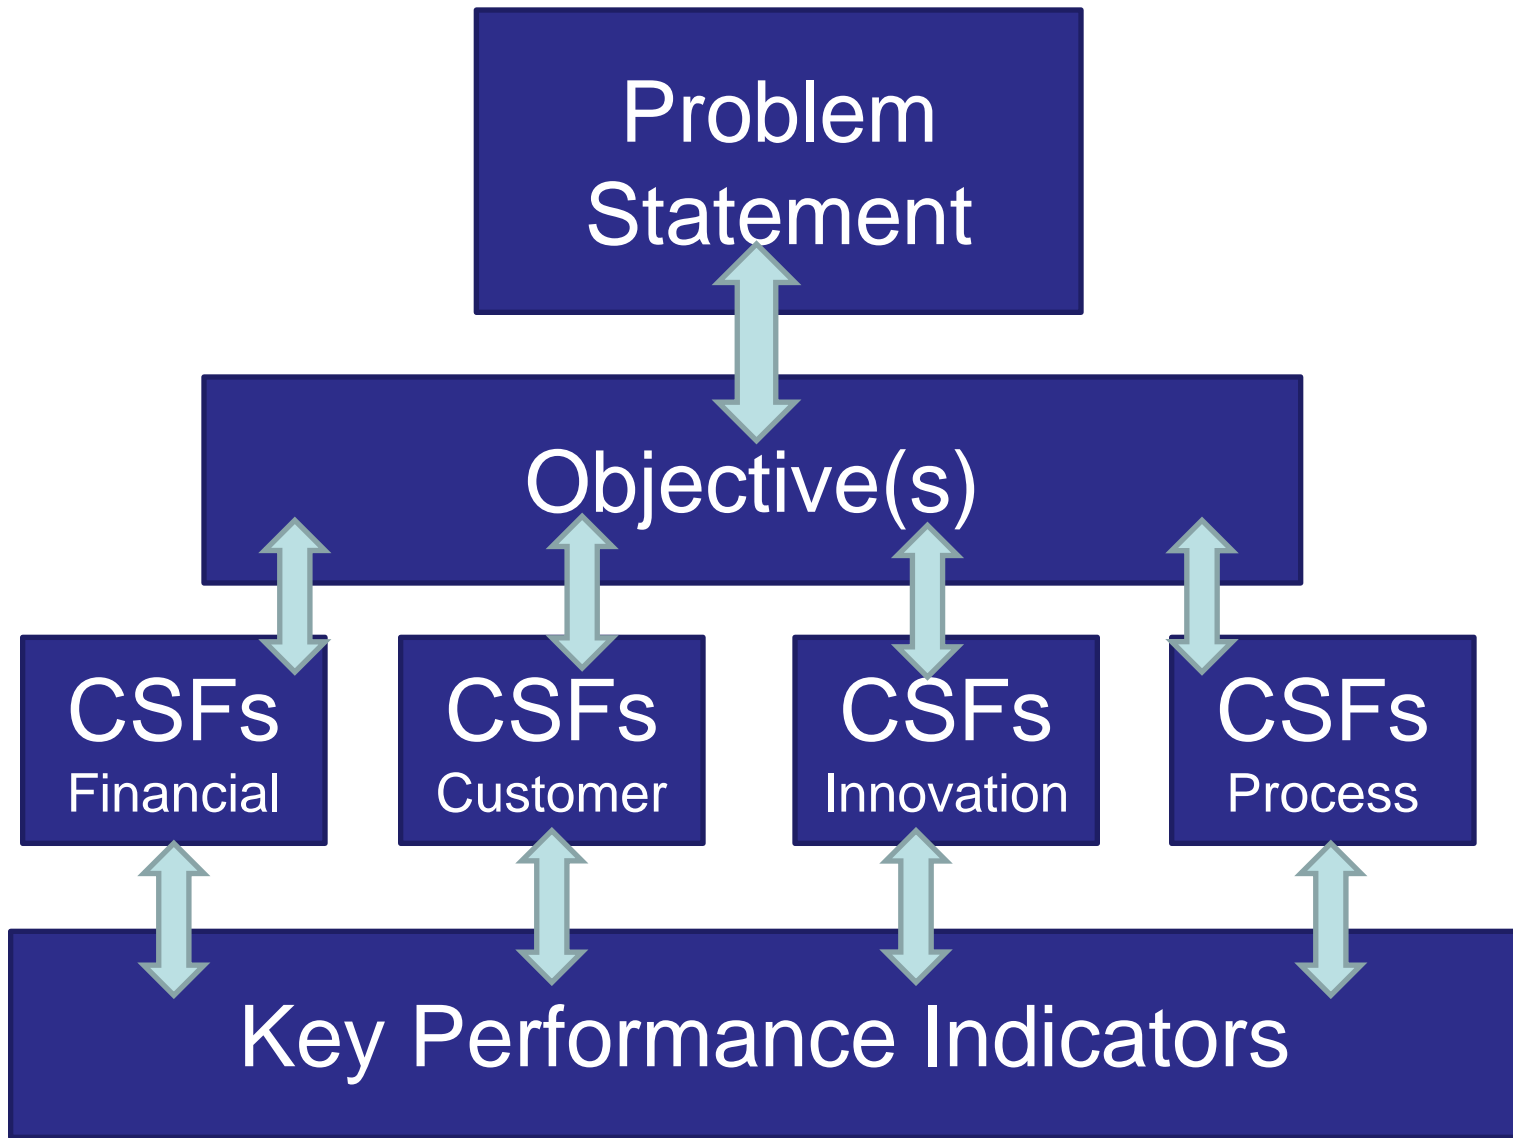 Problem
Statement
Objective(s)
CSFs
Financial
CSFs
Customer
CSFs
Innovation
CSFs
Process
Key Performance Indicators